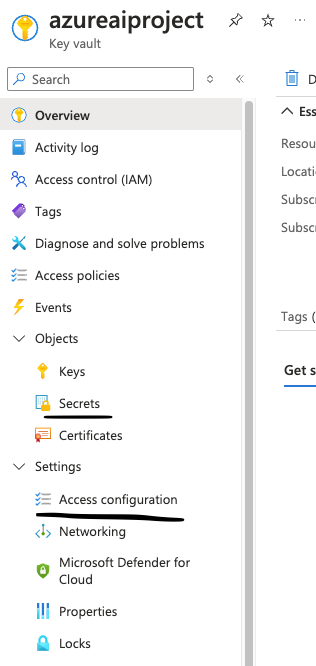 azureaiproject
Key vault
Search
D
Overview
Ess
Activity log
Resou
Access control (IAM)
Locati
Tags
Subscr
Diagnose and solve problems
Subscr
Access policies
Events
Tags (
Objects
Keys
Get s
Secrets
Certificates
Settings
Access configuration
Networking
Microsoft Defender for
Cloud
Properties
Locks